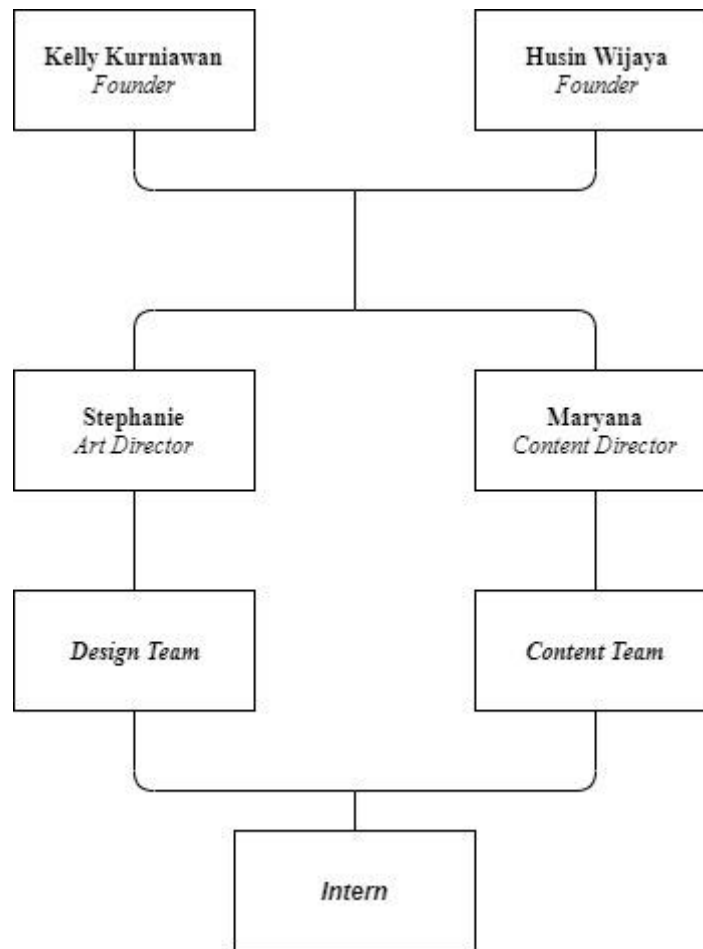 Kelly Kurniawan
Founder
Husin Wijaya
Founder
Stephanie
Art Director
Maryana
Content Director
Design Team
Content Team
Intern